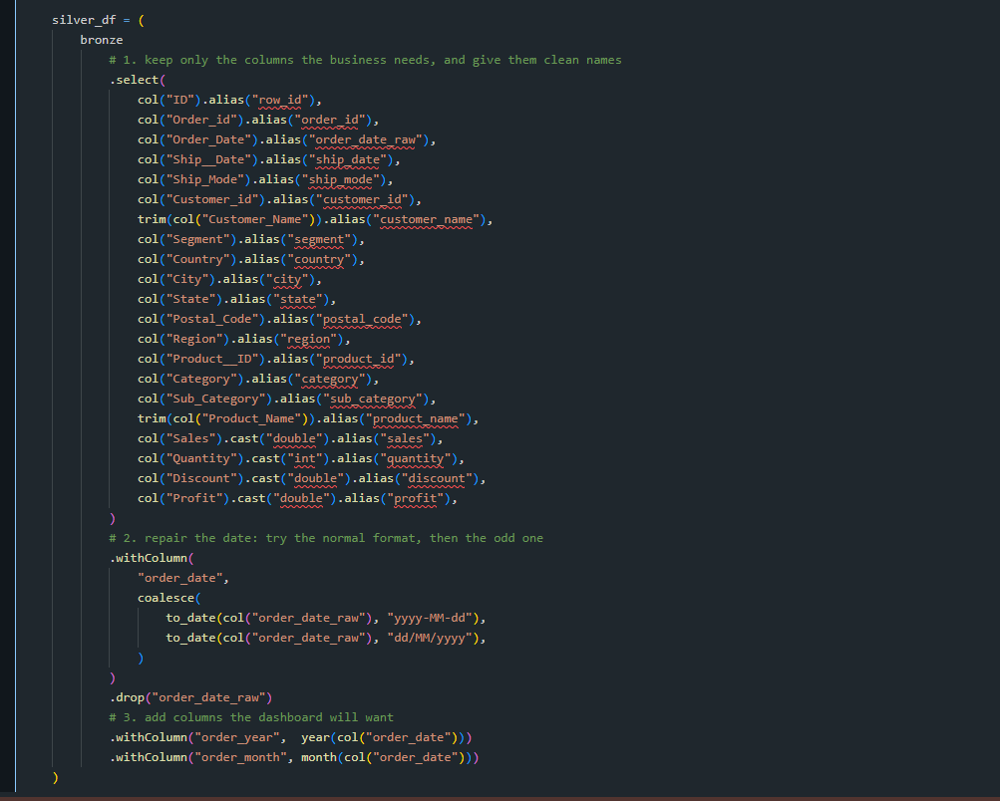 silver_df = (
    bronze
        # 1. keep only the columns the business needs, and give them clean names
        .select(
            col("ID").alias("row_id"),
            col("Order_id").alias("order_id"),
            col("Order_Date").alias("order_date_raw"),
            col("Ship__Date").alias("ship_date"),
            col("Ship_Mode").alias("ship_mode"),
            col("Customer_id").alias("customer_id"),
            trim(col("Customer_Name")).alias("customer_name"),
            col("Segment").alias("segment"),
            col("Country").alias("country"),
            col("City").alias("city"),
            col("State").alias("state"),
            col("Postal_Code").alias("postal_code"),
            col("Region").alias("region"),
            col("Product__ID").alias("product_id"),
            col("Category").alias("category"),
            col("Sub_Category").alias("sub_category"),
            trim(col("Product_Name")).alias("product_name"),
            col("Sales").cast("double").alias("sales"),
            col("Quantity").cast("int").alias("quantity"),
            col("Discount").cast("double").alias("discount"),
            col("Profit").cast("double").alias("profit"),
        )
        # 2. repair the date: try the normal format, then the odd one
        .withColumn(
            "order_date",
            coalesce(
                to_date(col("order_date_raw"), "yyyy-MM-dd"),
                to_date(col("order_date_raw"), "dd/MM/yyyy"),
            )
        )
        .drop("order_date_raw")
        # 3. add columns the dashboard will want
        .withColumn("order_year",  year(col("order_date")))
        .withColumn("order_month", month(col("order_date")))
)